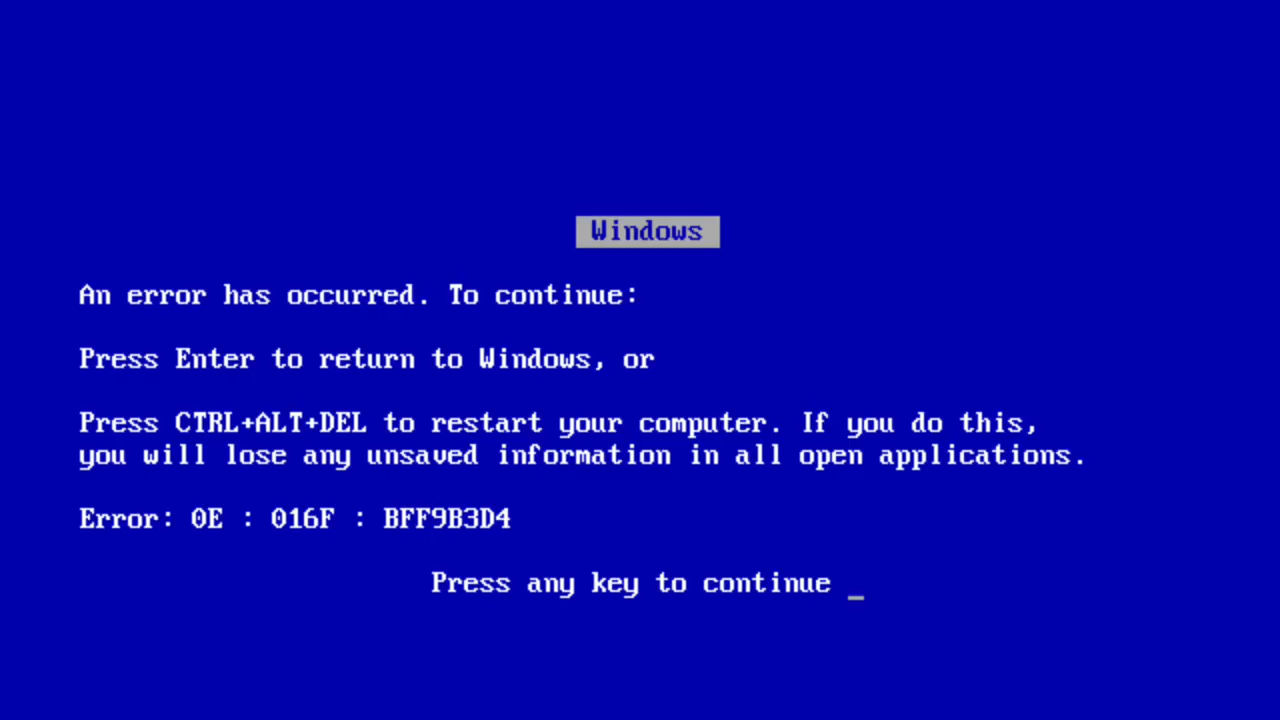 Windows
An error has occurred. To continue:
Press Enter to return to Windows, or
Press CTRL+ALT+DEL to restart your computer. If you do this,
you will lose any unsaved information in all open applications.
Error: 0E : 016F : BFF9B3D4
Press any key to continue _